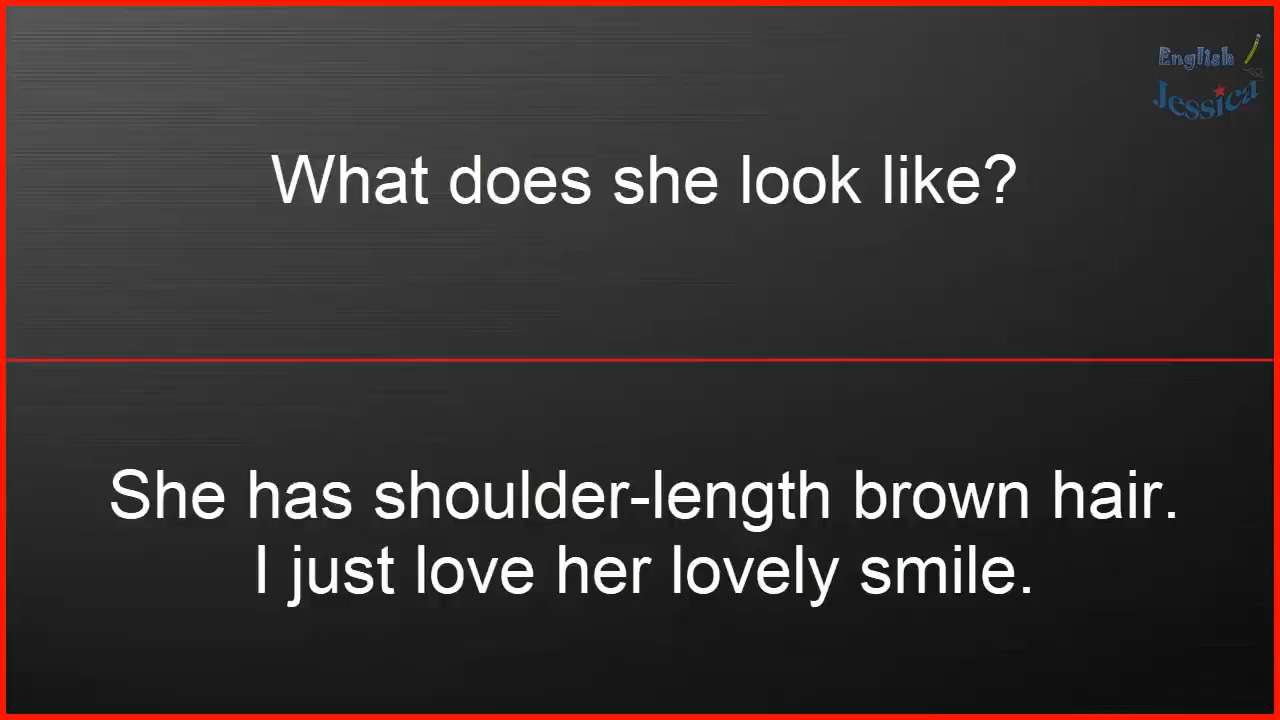 English
Jessica
What does she look like?
She has shoulder-length brown hair.
I just love her lovely smile.